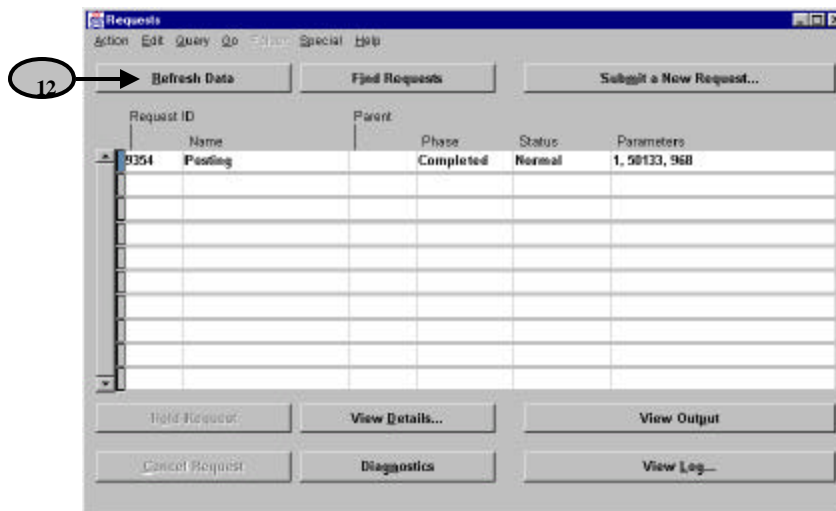 Requests
Action Edit Query Go Folder Special Help
12
Refresh Data Find Requests Submit a New Request...
Request ID Parent
Name Phase Status Parameters
9354 Posting Completed Normal 1, 50133, 968
Hold Request View Details... View Output
Cancel Request Diagnostics View Log...